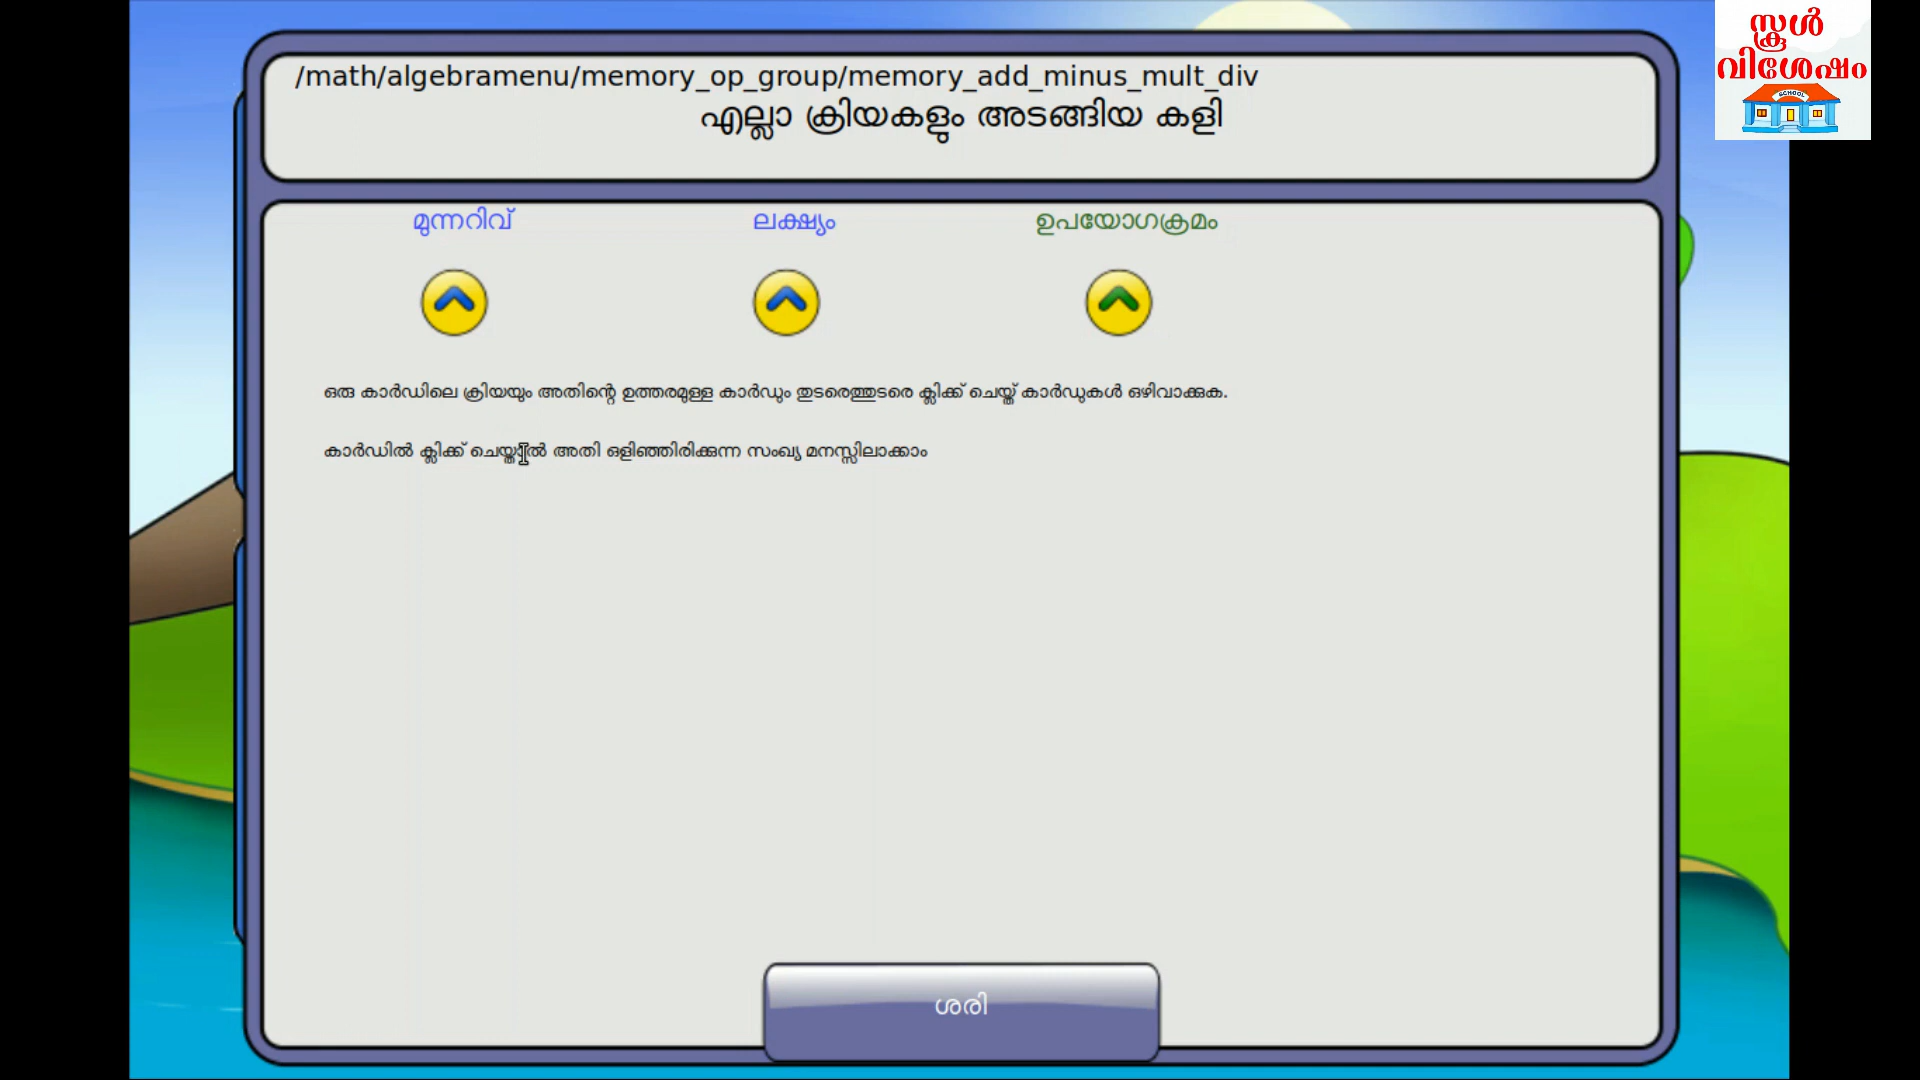 /math/algebramenu/memory_op_group/memory_add_minus_mult_div
എല്ലാ ക്രിയകളും അടങ്ങിയ കളി
മുന്നറിവ് ലക്ഷ്യം ഉപയോഗക്രമം
ഒരു കാർഡിലെ ക്രിയയും അതിന്റെ ഉത്തരമുള്ള കാർഡും തുടരെത്തുടരെ ക്ലിക്ക് ചെയ്ത് കാർഡുകൾ ഒഴിവാക്കുക.
കാർഡിൽ ക്ലിക്ക് ചെയ്താൽ അതി ഒളിഞ്ഞിരിക്കുന്ന സംഖ്യ മനസ്സിലാക്കാം
ശരി
സ്കൂൾ
വിശേഷം
SCHOOL